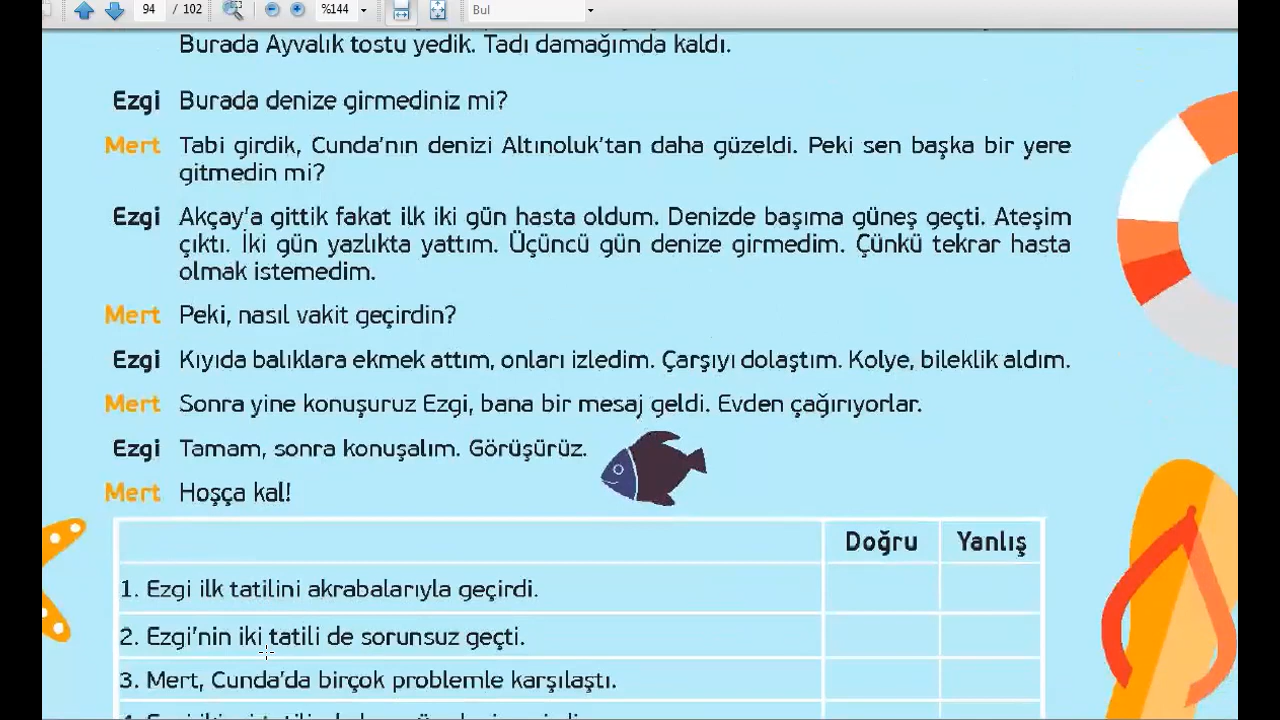 94 / 102 %144 Bul
Burada Ayvalık tostu yedik. Tadı damağımda kaldı.
Ezgi Burada denize girmediniz mi?
Mert Tabi girdik, Cunda'nın denizi Altınoluk'tan daha güzeldi. Peki sen başka bir yere
gitmedin mi?
Ezgi Akçay'a gittik fakat ilk iki gün hasta oldum. Denizde başıma güneş geçti. Ateşim
çıktı. İki gün yazlıkta yattım. Üçüncü gün denize girmedim. Çünkü tekrar hasta
olmak istemedim.
Mert Peki, nasıl vakit geçirdin?
Ezgi Kıyıda balıklara ekmek attım, onları izledim. Çarşıyı dolaştım. Kolye, bileklik aldım.
Mert Sonra yine konuşuruz Ezgi, bana bir mesaj geldi. Evden çağırıyorlar.
Ezgi Tamam, sonra konuşalım. Görüşürüz.
Mert Hoşça kal!
Doğru Yanlış
1. Ezgi ilk tatilini akrabalarıyla geçirdi.
2. Ezgi'nin iki tatili de sorunsuz geçti.
3. Mert, Cunda'da birçok problemle karşılaştı.